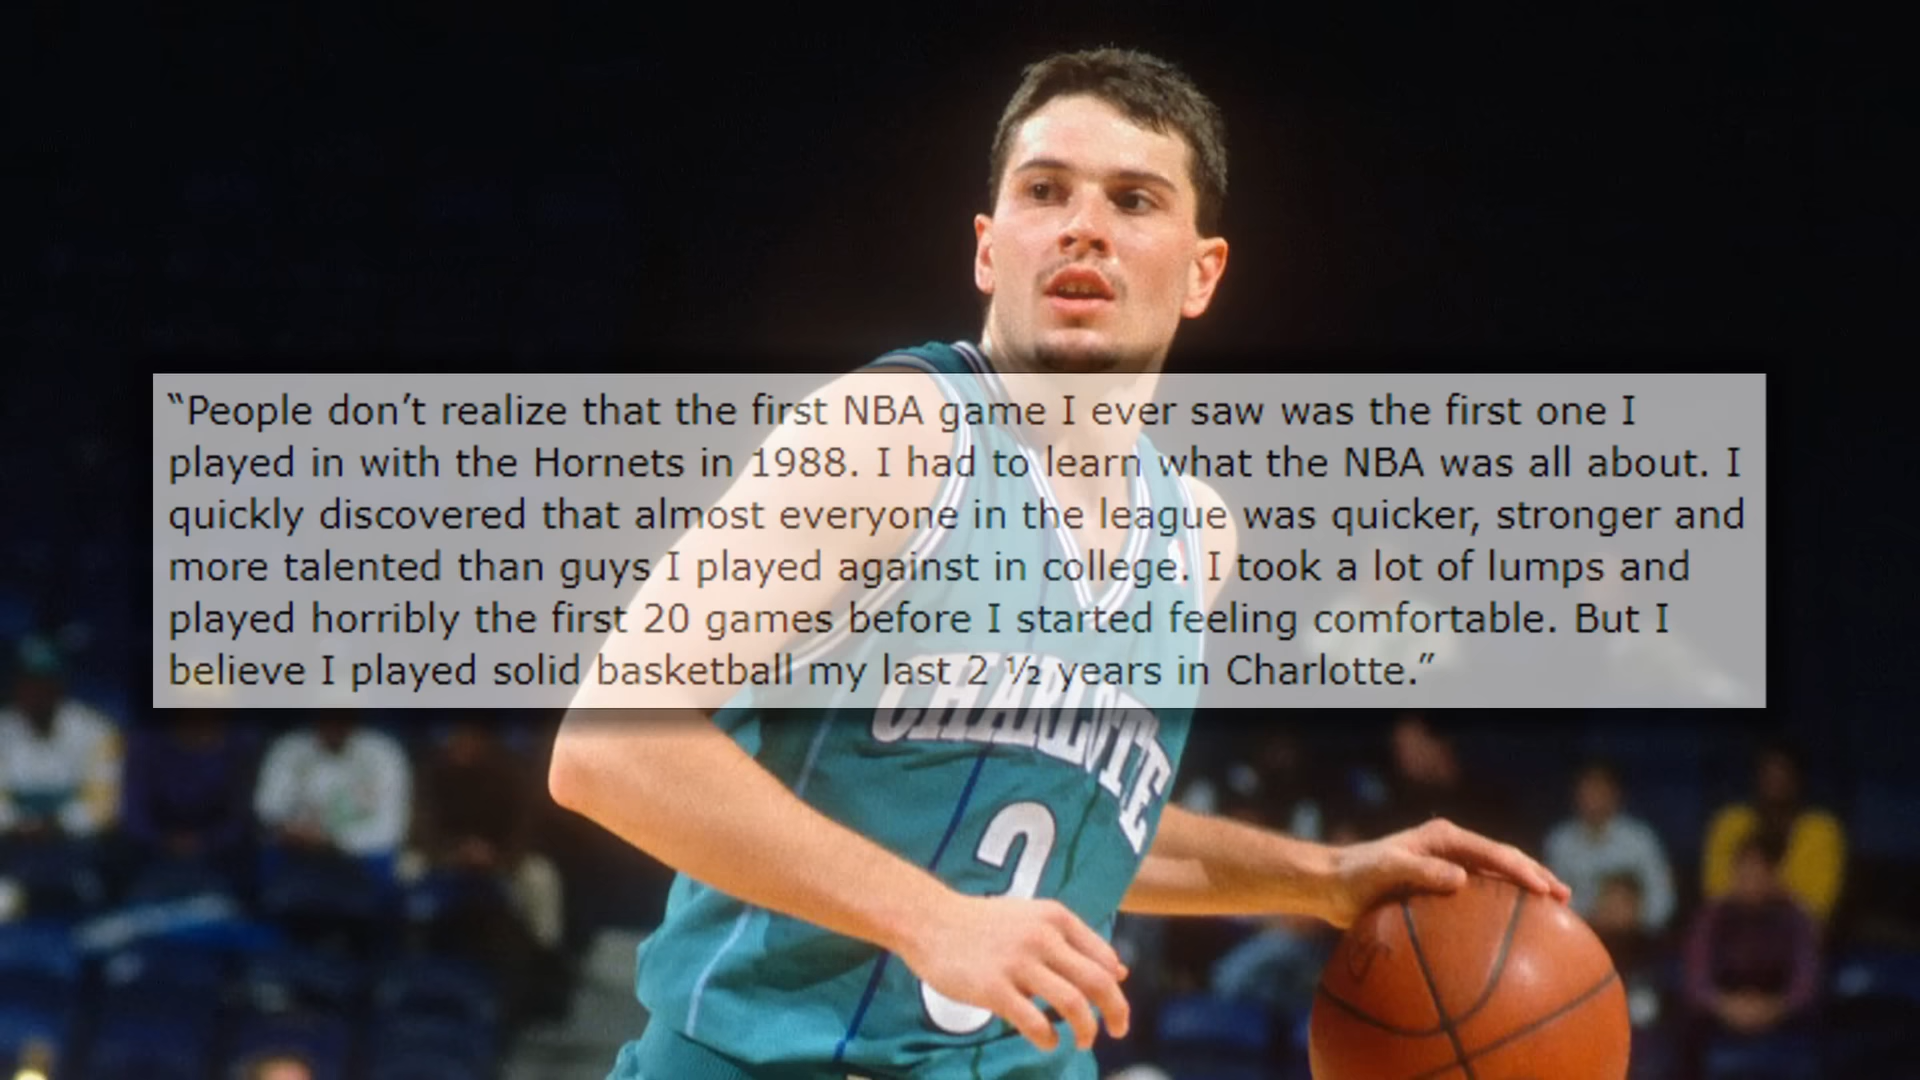 “People don’t realize that the first NBA game I ever saw was the first one I
played in with the Hornets in 1988. I had to learn what the NBA was all about. I
quickly discovered that almost everyone in the league was quicker, stronger and
more talented than guys I played against in college. I took a lot of lumps and
played horribly the first 20 games before I started feeling comfortable. But I
believe I played solid basketball my last 2 ½ years in Charlotte.”
CHARLOTTE